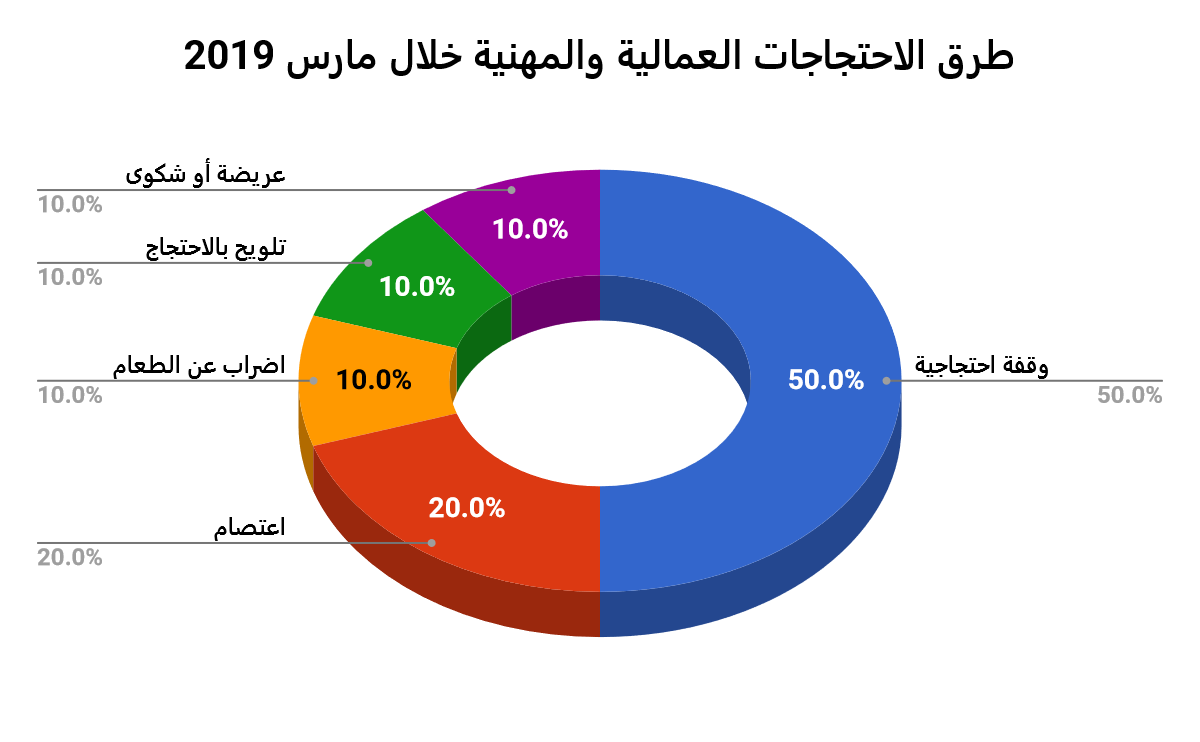 طرق الاحتجاجات العمالية والمهنية خلال مارس 2019
عريضة أو شكوى
10.0%
10.0%
تلويح بالاحتجاج
10.0%
10.0%
اضراب عن الطعام
10.0%
10.0%
وقفة احتجاجية
50.0%
50.0%
اعتصام
20.0%
20.0%